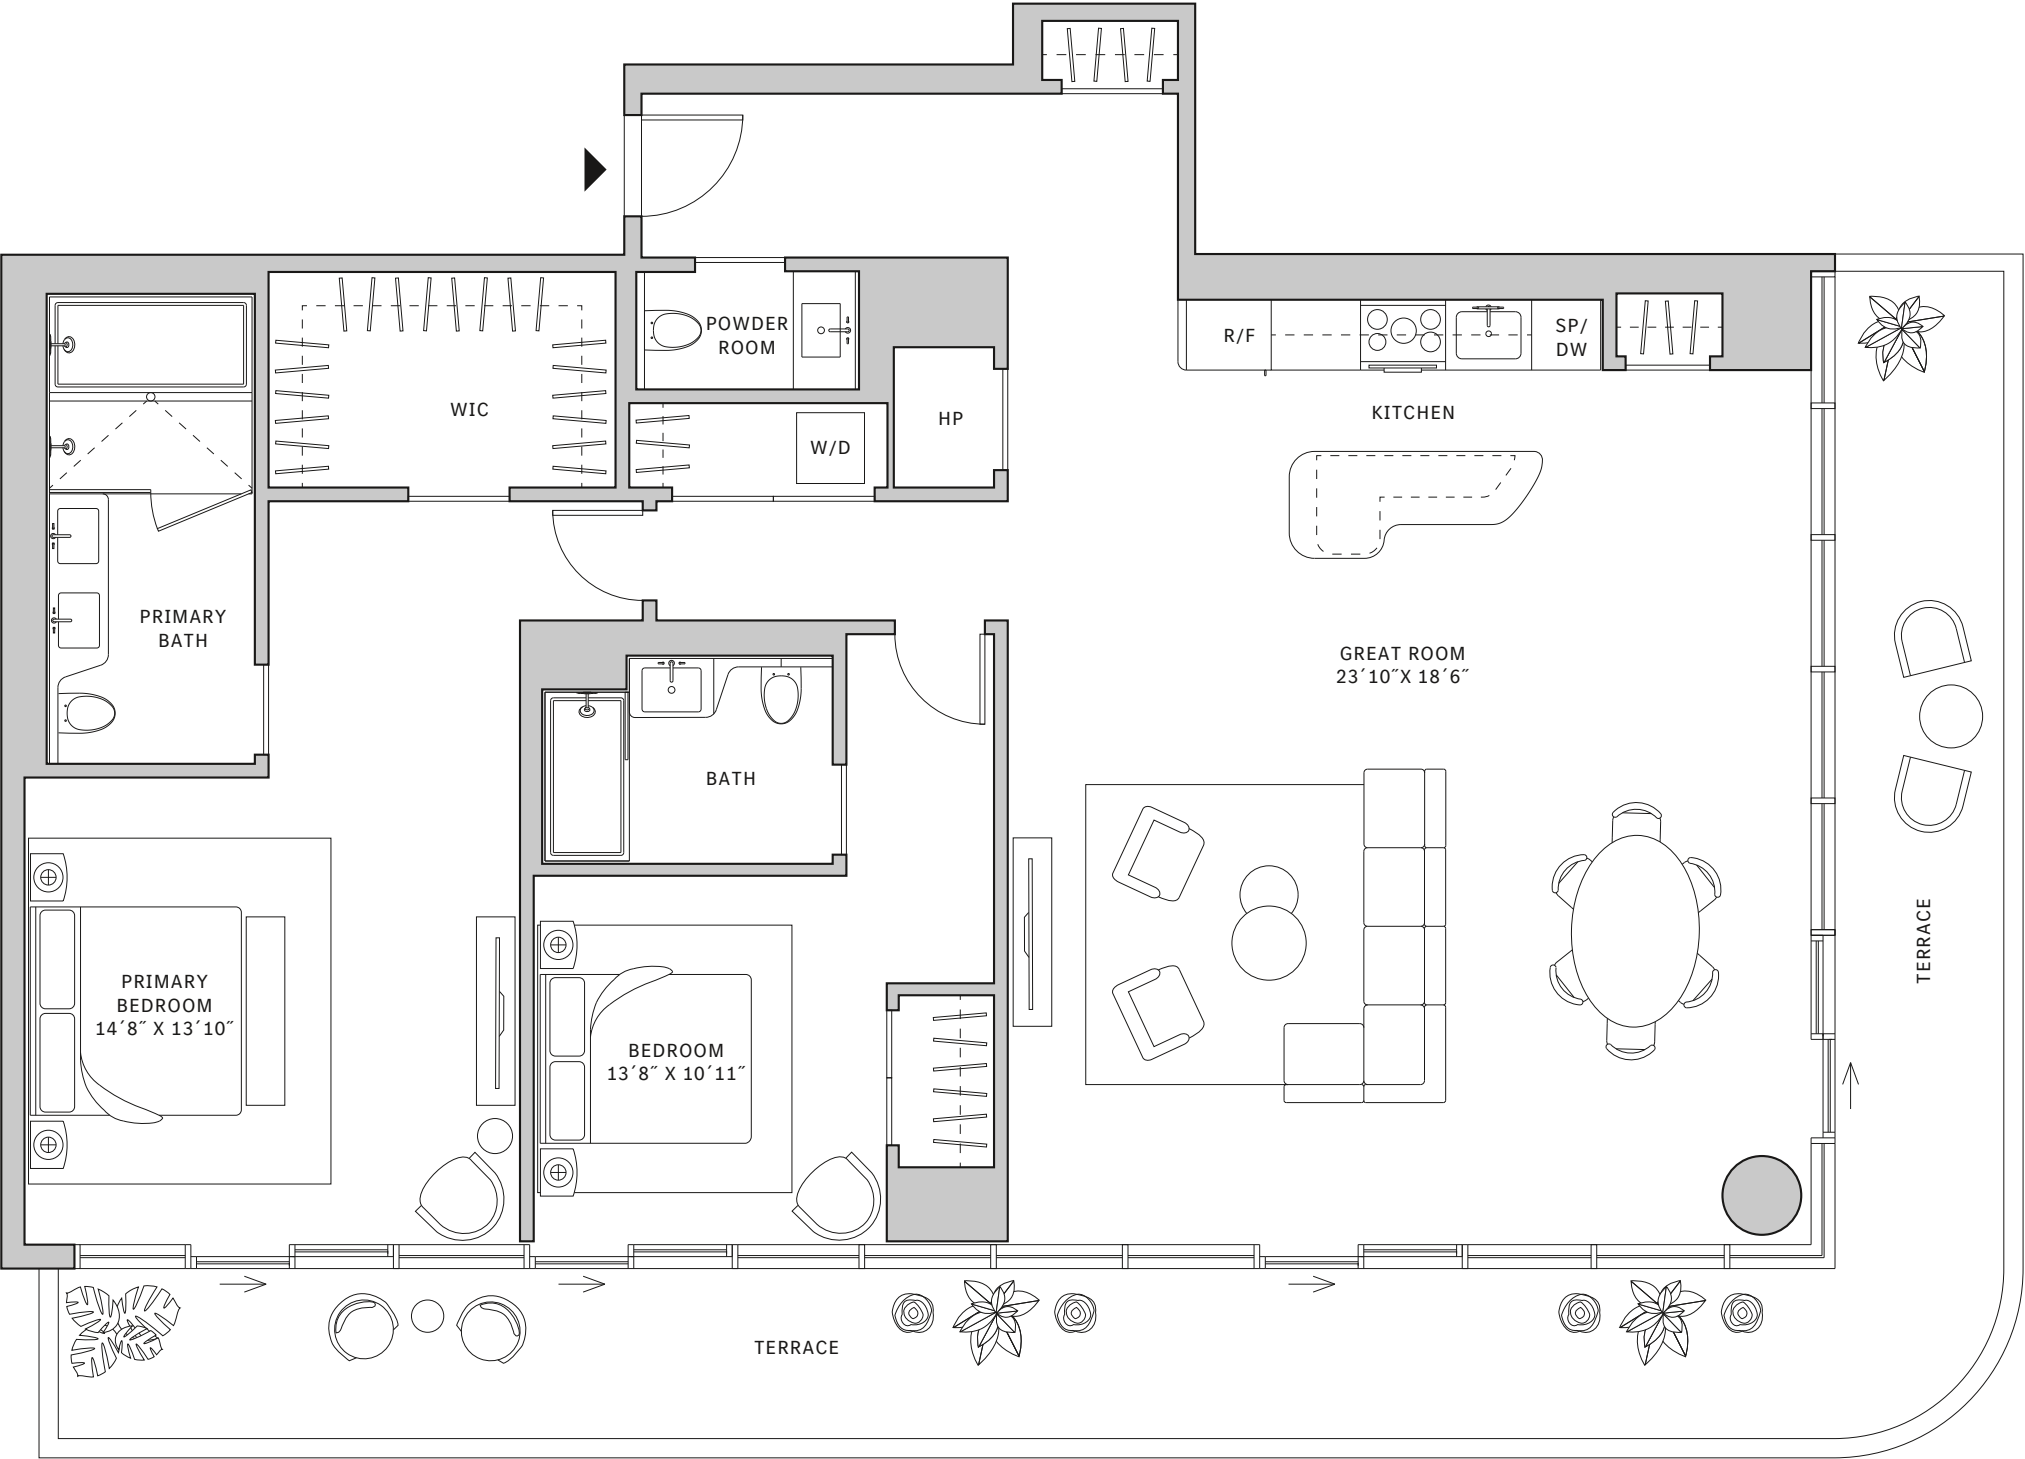 POWDER
ROOM
R/F
SP/
DW
WIC
KITCHEN
HP
W/D
PRIMARY
BATH
GREAT ROOM
23´10˝X 18´6˝
BATH
TERRACE
PRIMARY
BEDROOM
14´8˝ X 13´10˝
BEDROOM
13´8˝ X 10´11˝
TERRACE